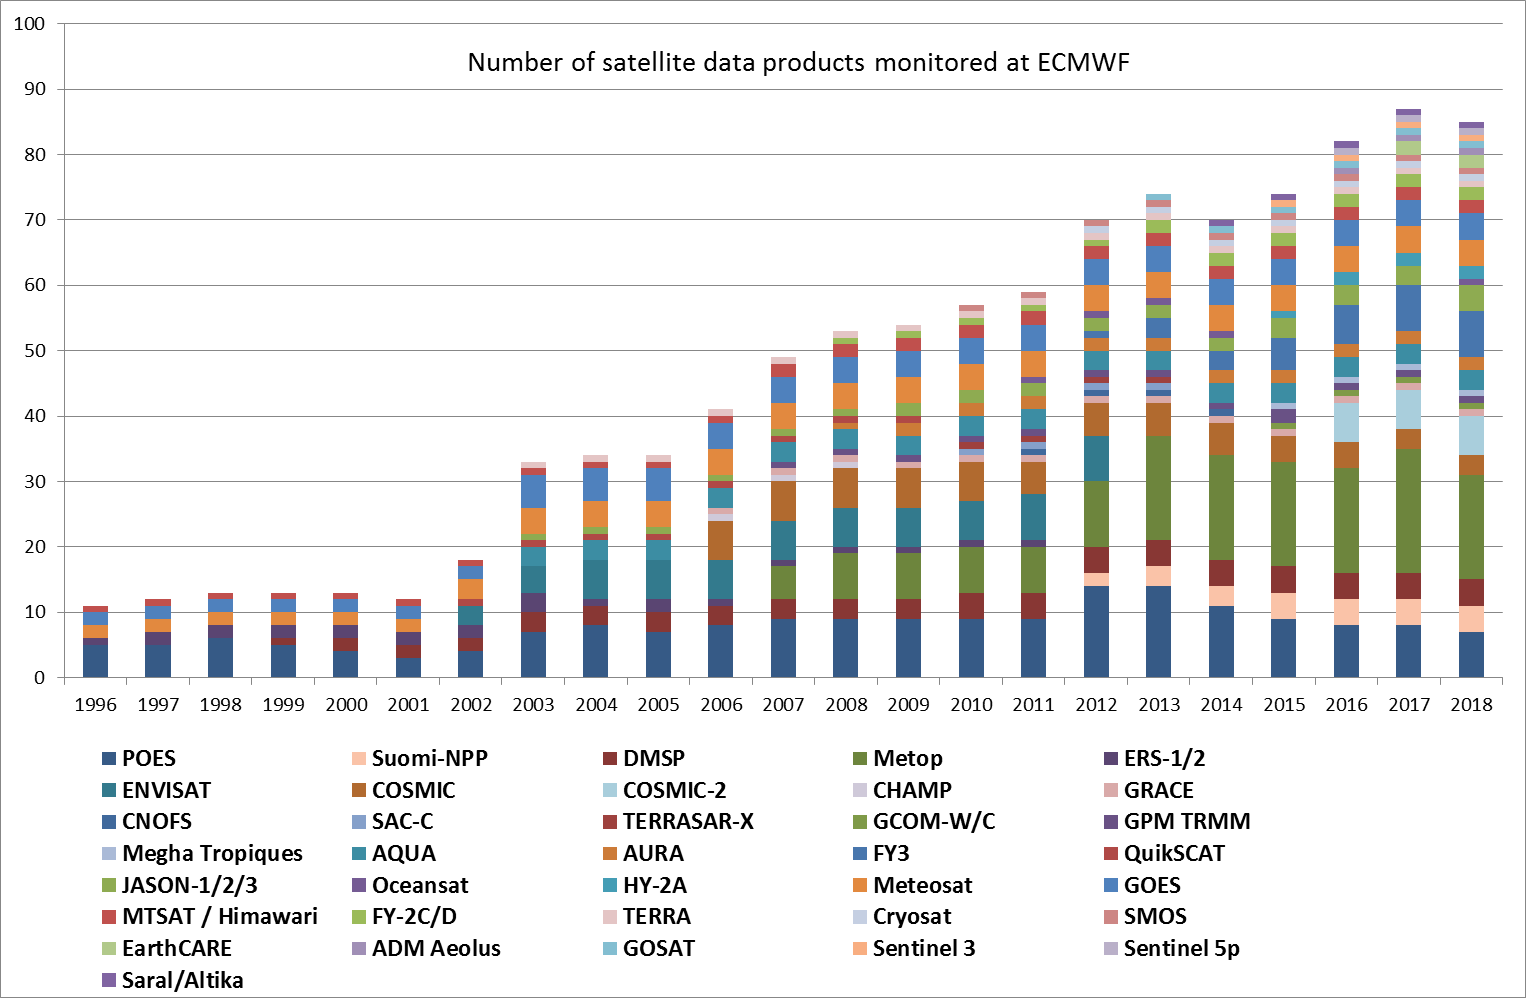 Number of satellite data products monitored at ECMWF
100
90
80
70
60
50
40
30
20
10
0
1996 1997 1998 1999 2000 2001 2002 2003 2004 2005 2006 2007 2008 2009 2010 2011 2012 2013 2014 2015 2016 2017 2018
POES Suomi-NPP DMSP Metop ERS-1/2
ENVISAT COSMIC COSMIC-2 CHAMP GRACE
CNOFS SAC-C TERRASAR-X GCOM-W/C GPM TRMM
Megha Tropiques AQUA AURA FY3 QuikSCAT
JASON-1/2/3 Oceansat HY-2A Meteosat GOES
MTSAT / Himawari FY-2C/D TERRA Cryosat SMOS
EarthCARE ADM Aeolus GOSAT Sentinel 3 Sentinel 5p
Saral/Altika